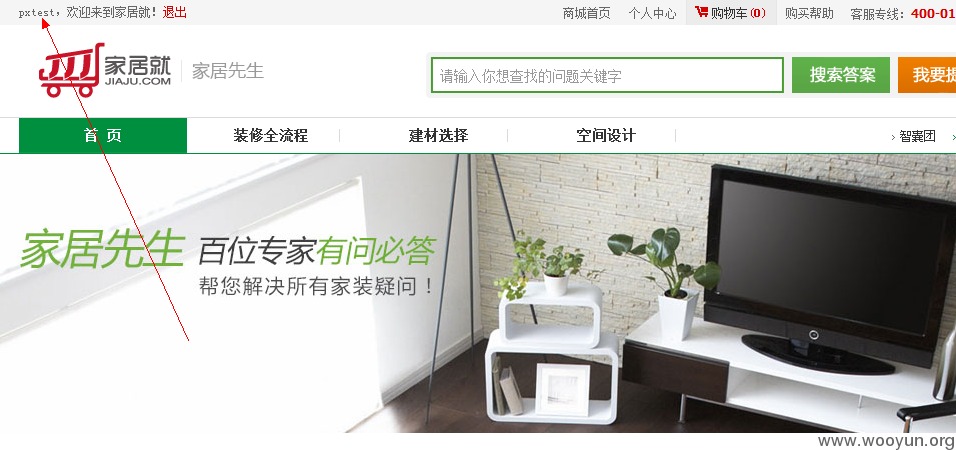 pxtest，欢迎来到家居就！退出
商城首页 个人中心 购物车(0) 购买帮助 客服专线：400-01
家居就
JIAJU.COM
家居先生
请输入你想查找的问题关键字
搜索答案
我要提
首 页 装修全流程 建材选择 空间设计 智囊团
家居先生 百位专家有问必答
帮您解决所有家装疑问！
www.wooyun.org